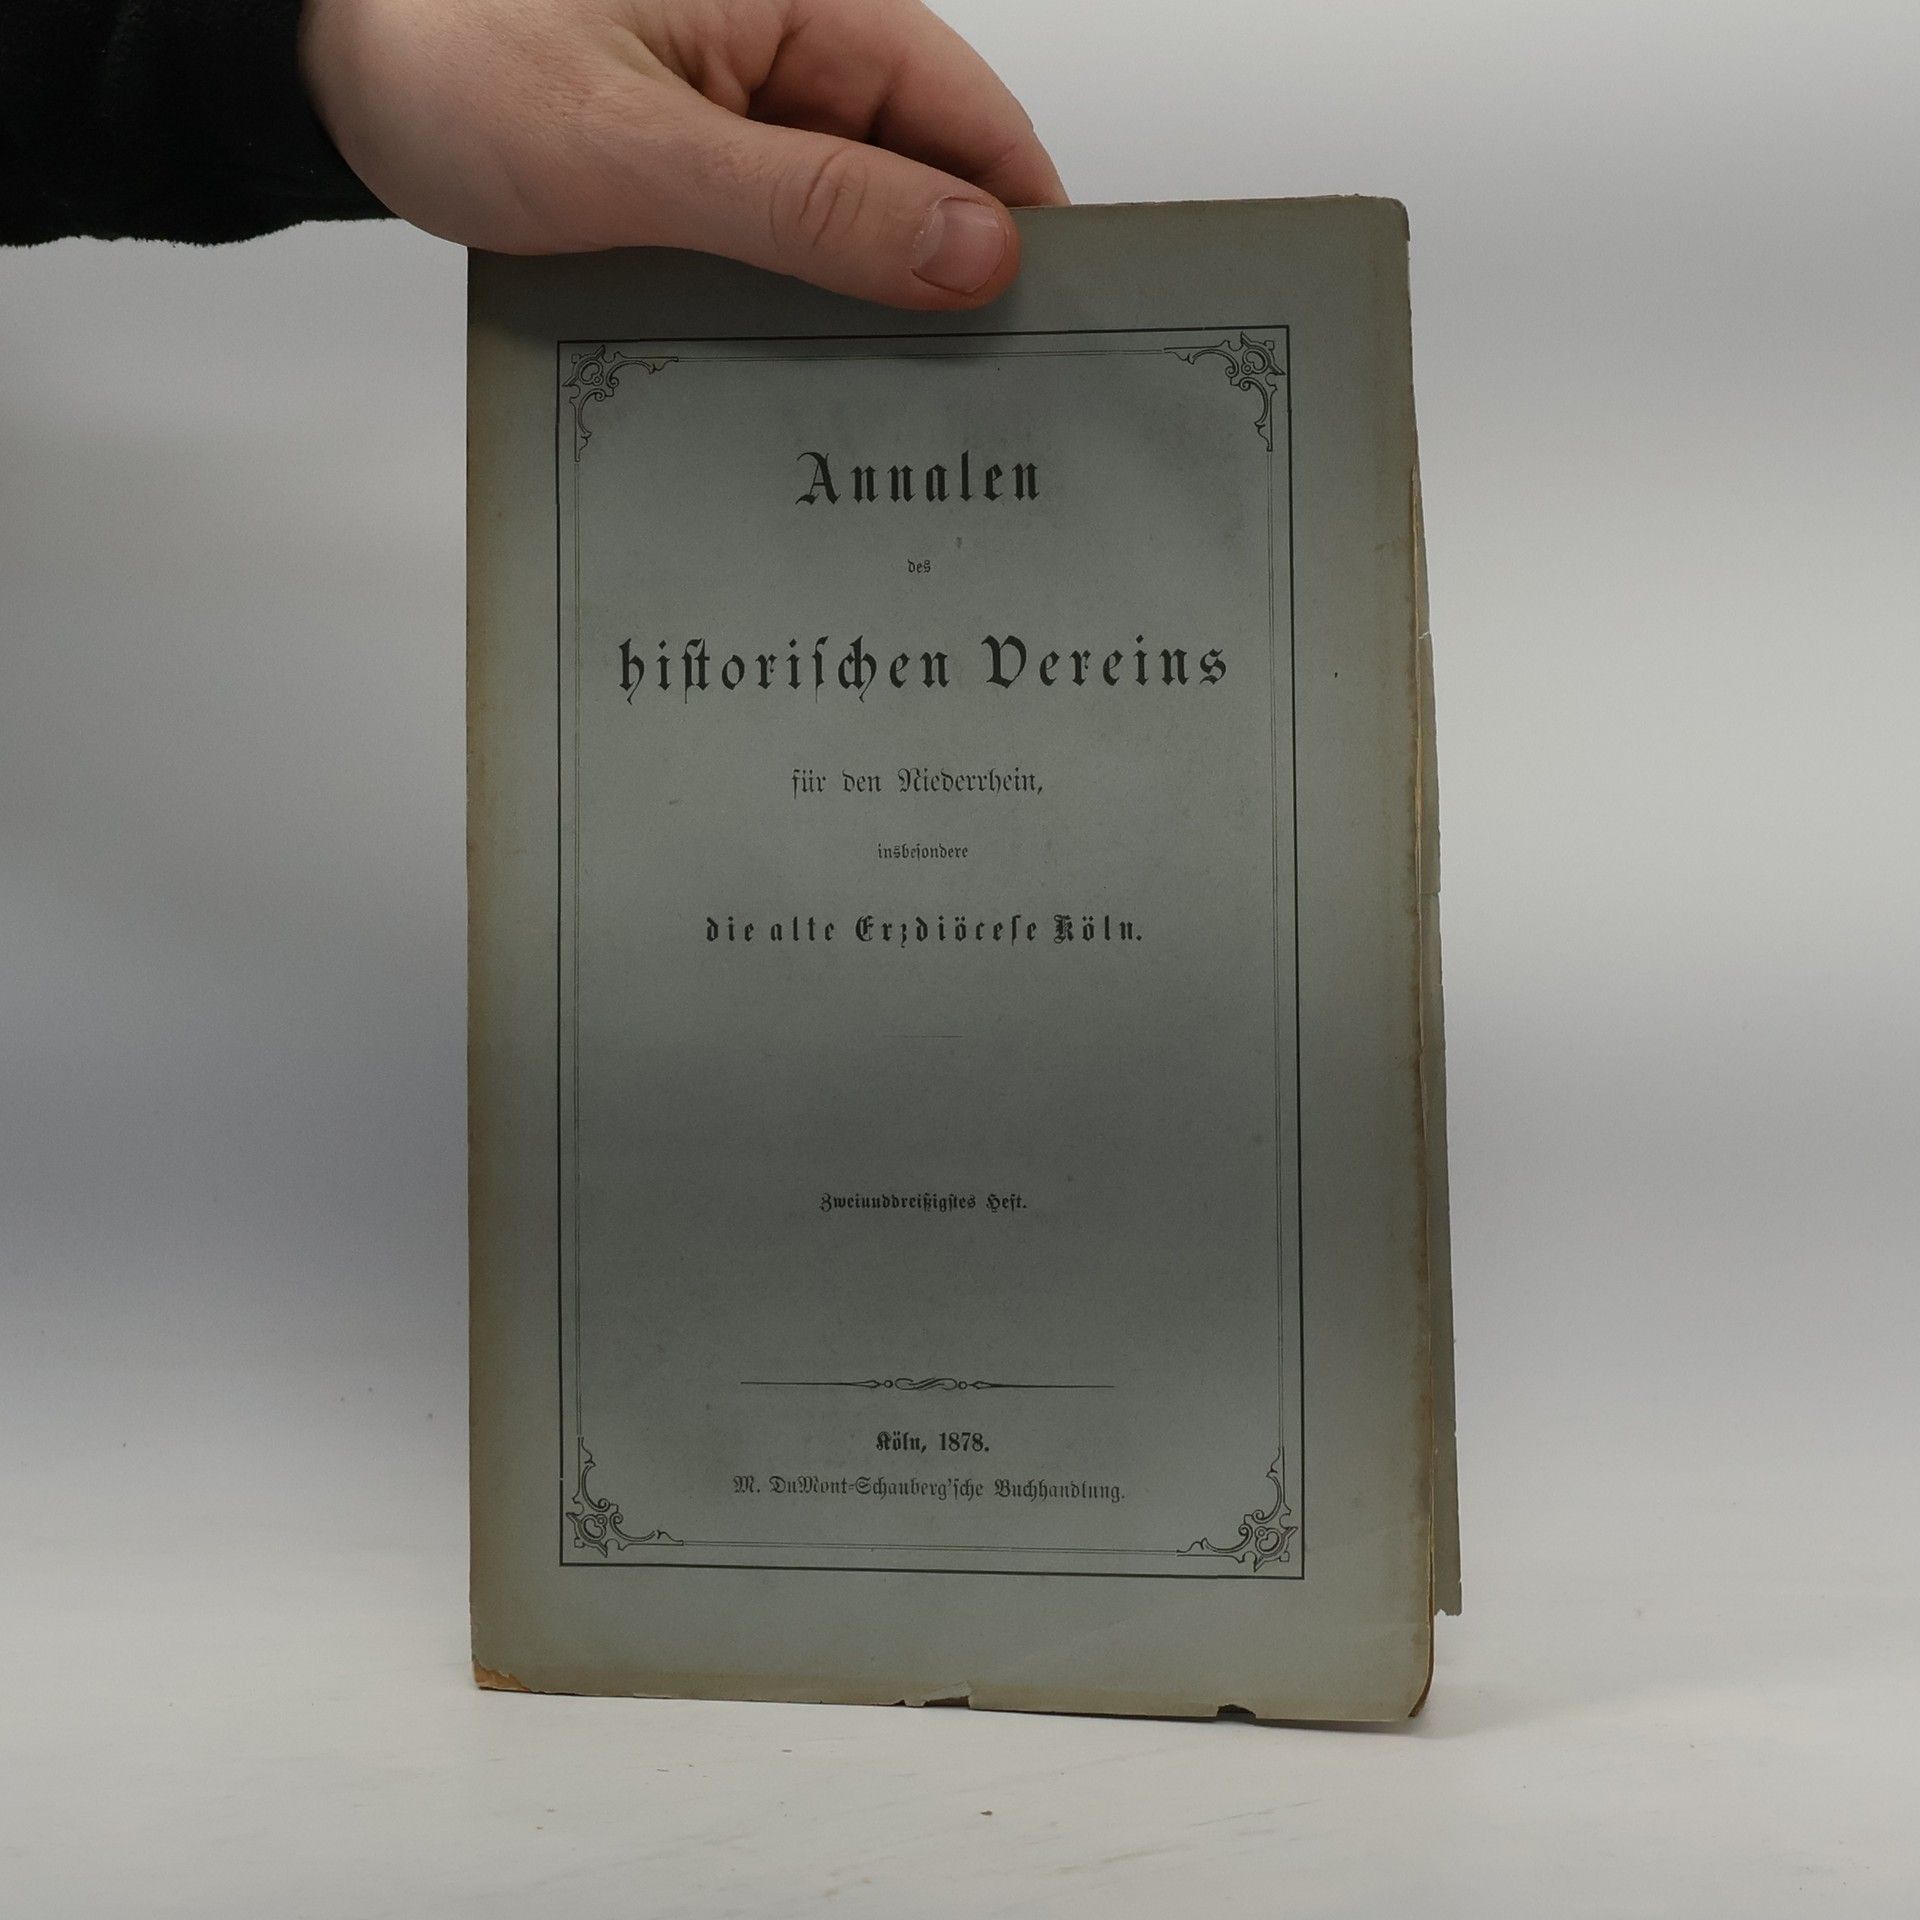 Annalen
des
historischen Vereins
für den Niederrhein,
insbesondere
die alte Erzdiöcese Köln.
Zweiunddreißigstes Heft.
Köln, 1878.
M. DuMont-Schauberg'sche Buchhandlung.